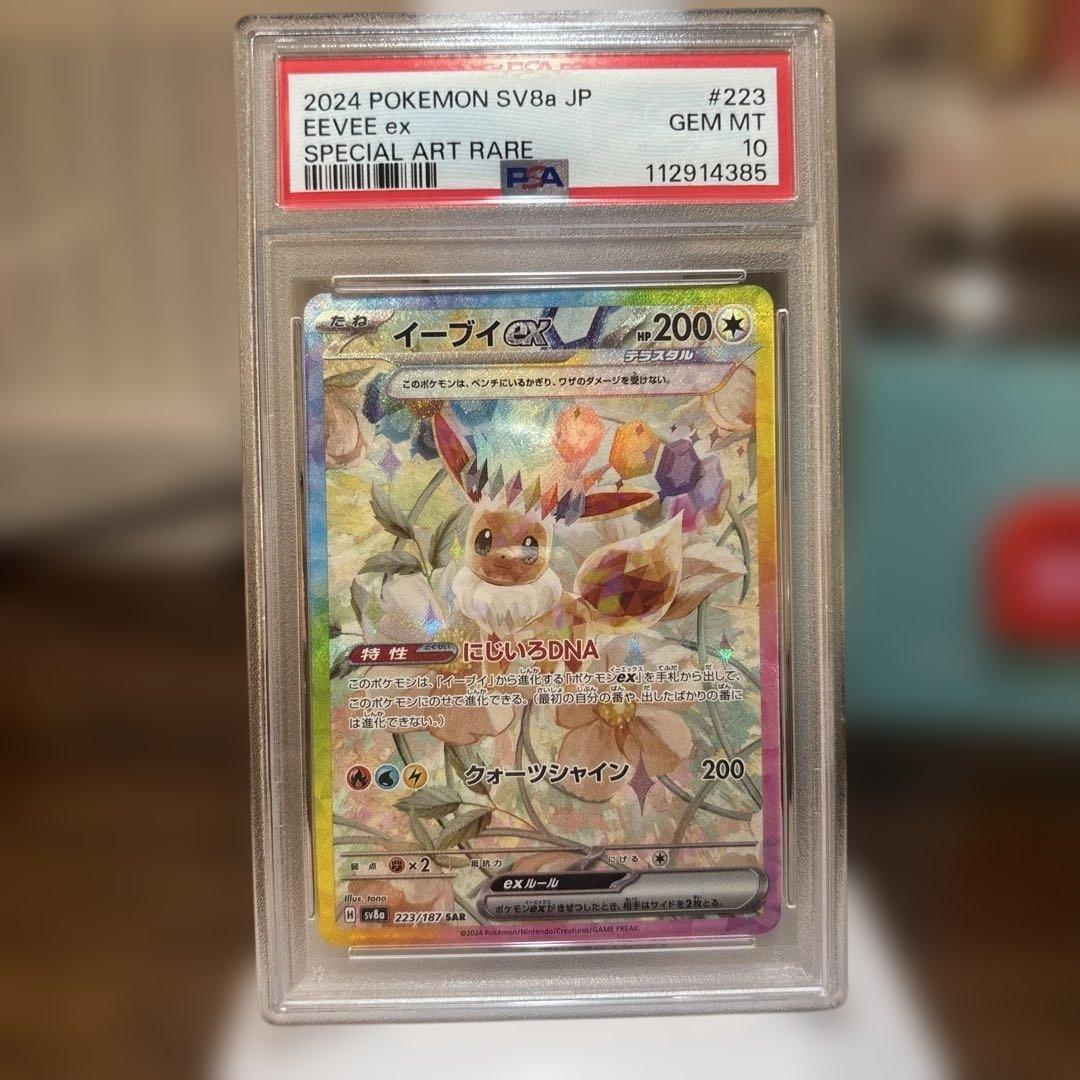 2024 POKEMON SV8a JP #223
EEVEE ex GEM MT
SPECIAL ART RARE 10
PSA 112914385
たね イーブイex HP200
テラスタル
このポケモンは、ベンチにいるかぎり、ワザのダメージを受けない。
特性 とくせい にじいろDNA
このポケモンは、「イーブイ」から進化する「ポケモンex」を手札から出して、
このポケモンにのせて進化できる。(最初の自分の番や、出したばかりの番に
は進化できない。)
クォーツシャイン 200
弱点 ×2 抵抗力 にげる
exルール
ポケモンexがきぜつしたとき、相手はサイドを2枚とる。
Illus. tono
H sv8a 223/187 SAR
©2024 Pokémon/Nintendo/Creatures/GAME FREAK.